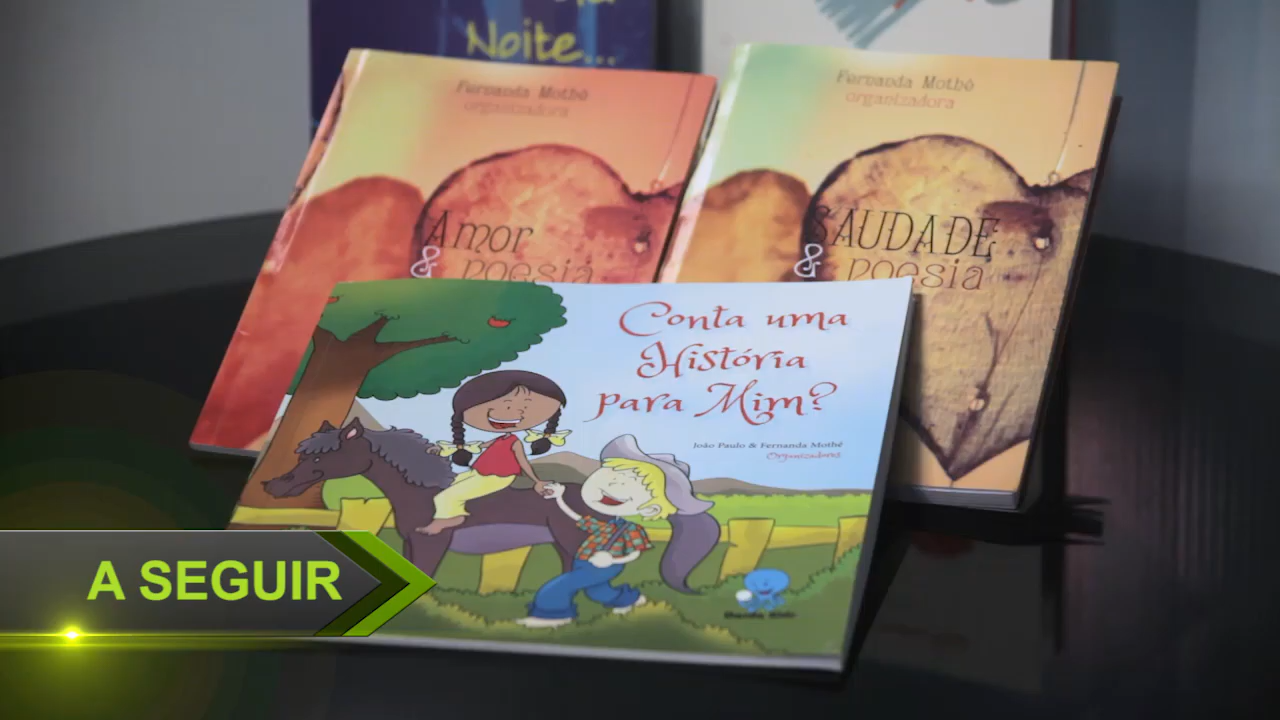 Noite...
Fernanda Mothé
organizadora
Amor
& poesia
Fernanda Mothé
organizadora
SAUDADE
& poesia
Conta uma
História
para Mim?
João Paulo & Fernanda Mothé
Organizadores
A SEGUIR